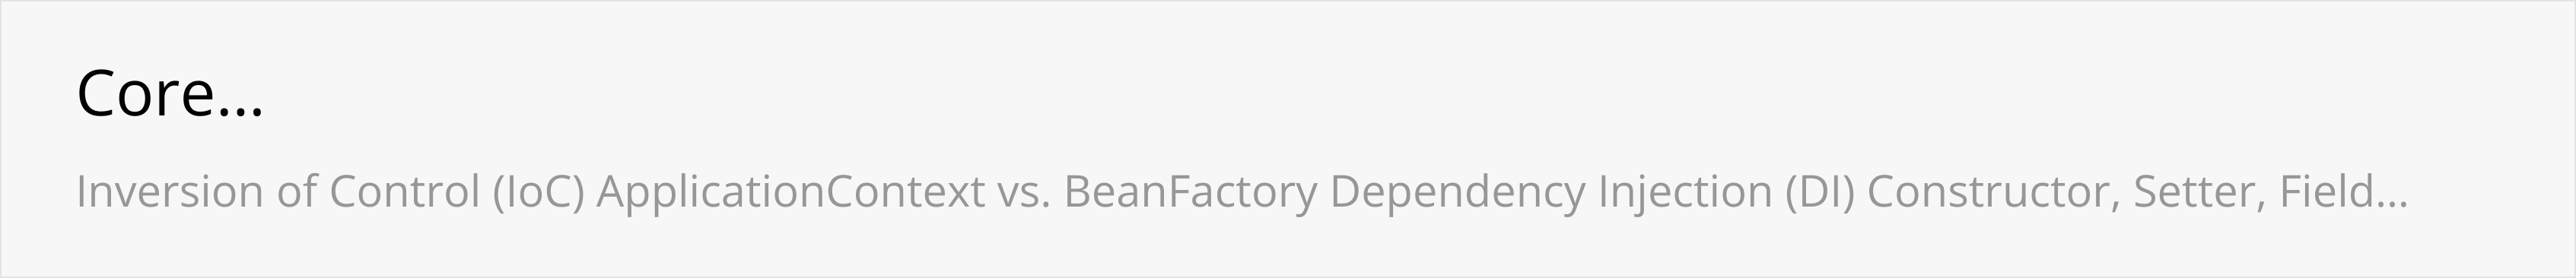 Core...
Inversion of Control (IoC) ApplicationContext vs. BeanFactory Dependency Injection (DI) Constructor, Setter, Field...